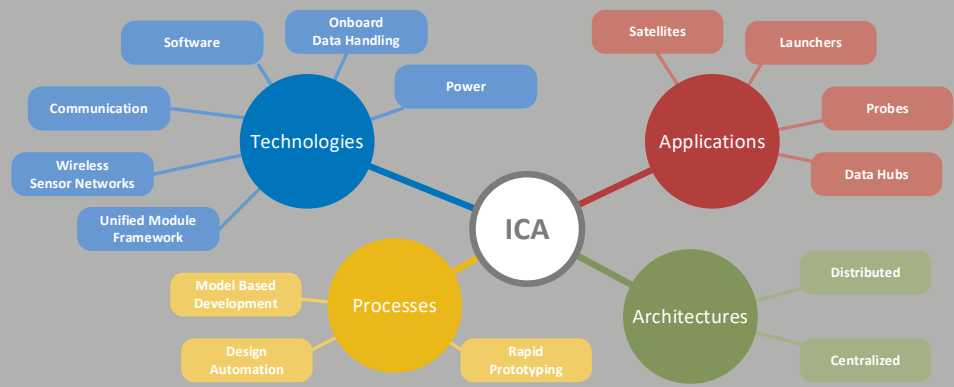 Onboard
Data Handling
Software
Power
Communication
Technologies
Wireless
Sensor Networks
Unified Module
Framework
Satellites
Launchers
Probes
Applications
Data Hubs
ICA
Model Based
Development
Processes
Design
Automation
Rapid
Prototyping
Distributed
Architectures
Centralized